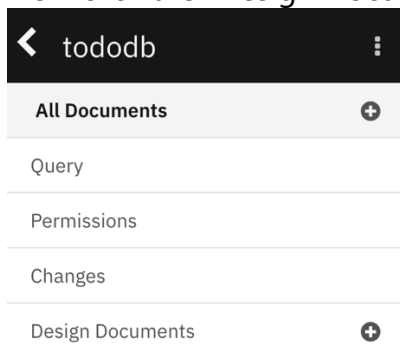 tododb
All Documents
Query
Permissions
Changes
Design Documents